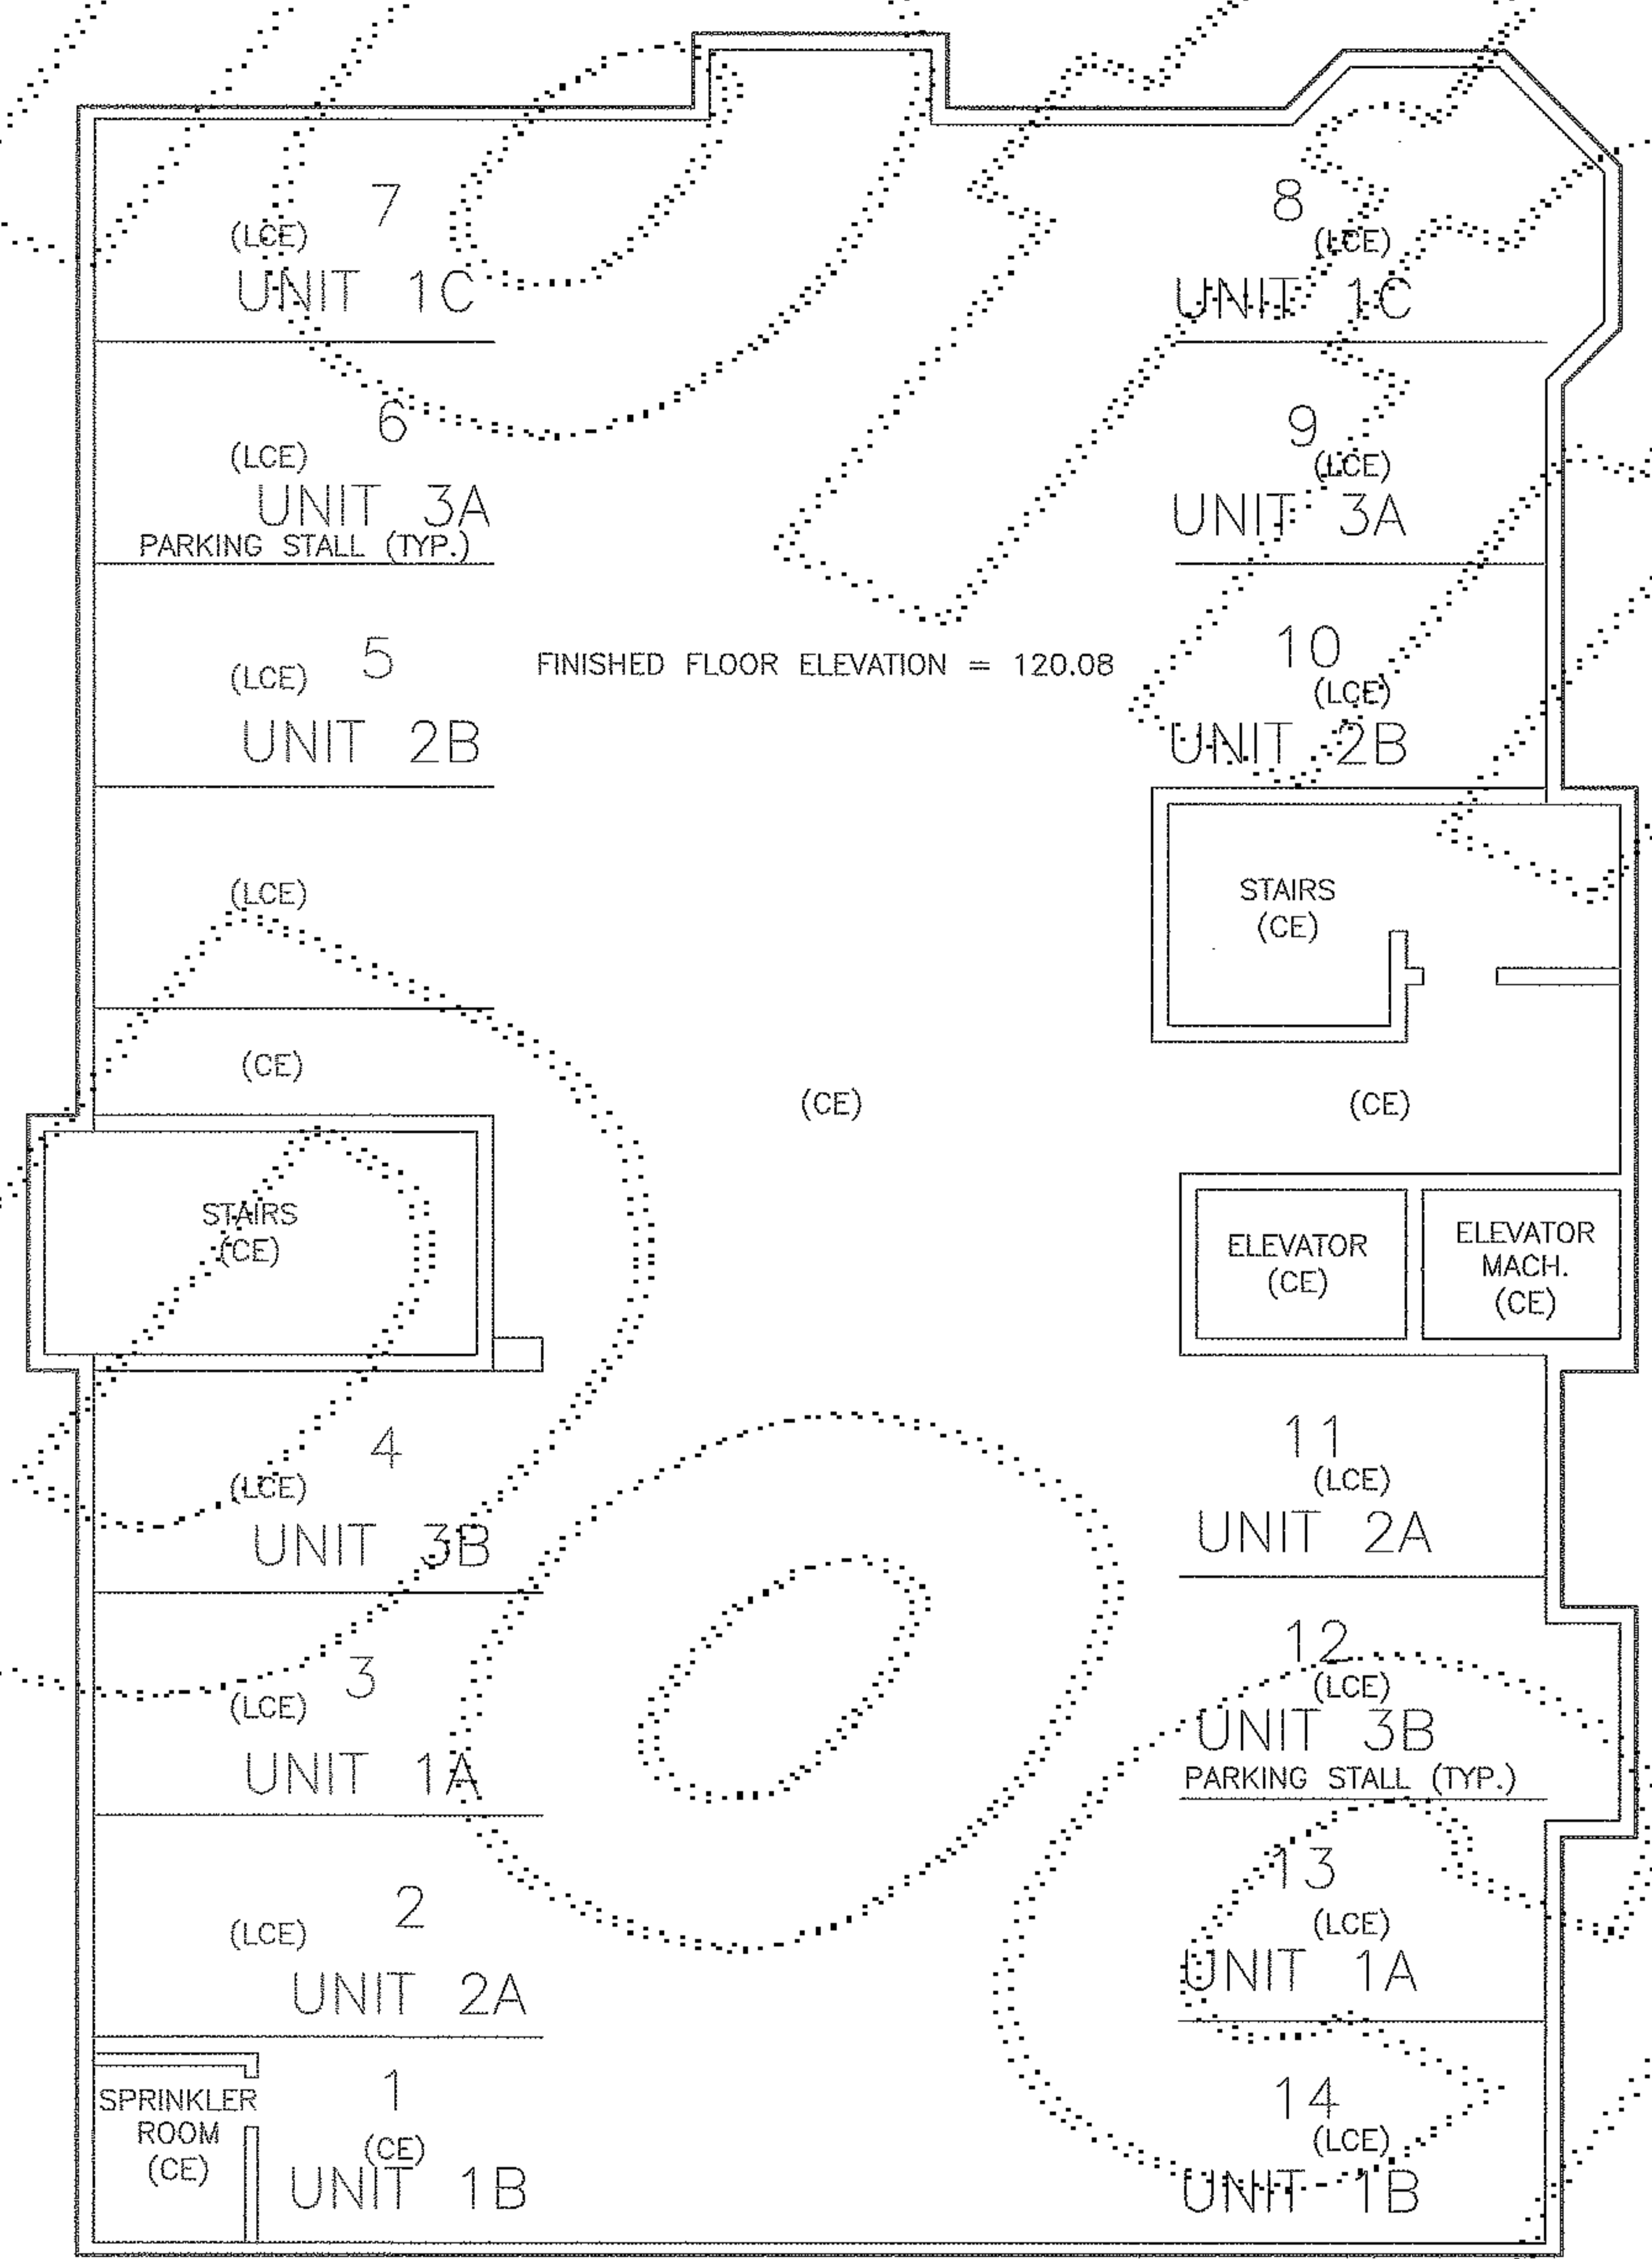 7
(LCE)
UNIT 1C
8
(LCE)
UNIT 1C
6
(LCE)
UNIT 3A
PARKING STALL (TYP.)
9
(LCE)
UNIT 3A
5
(LCE)
UNIT 2B
FINISHED FLOOR ELEVATION = 120.08
10
(LCE)
UNIT 2B
(LCE)
STAIRS
(CE)
(CE)
(CE)
(CE)
STAIRS
(CE)
ELEVATOR
(CE)
ELEVATOR
MACH.
(CE)
4
(LCE)
UNIT 3B
11
(LCE)
UNIT 2A
3
(LCE)
UNIT 1A
12
(LCE)
UNIT 3B
PARKING STALL (TYP.)
2
(LCE)
UNIT 2A
13
(LCE)
UNIT 1A
SPRINKLER
ROOM
(CE)
1
(CE)
UNIT 1B
14
(LCE)
UNIT 1B